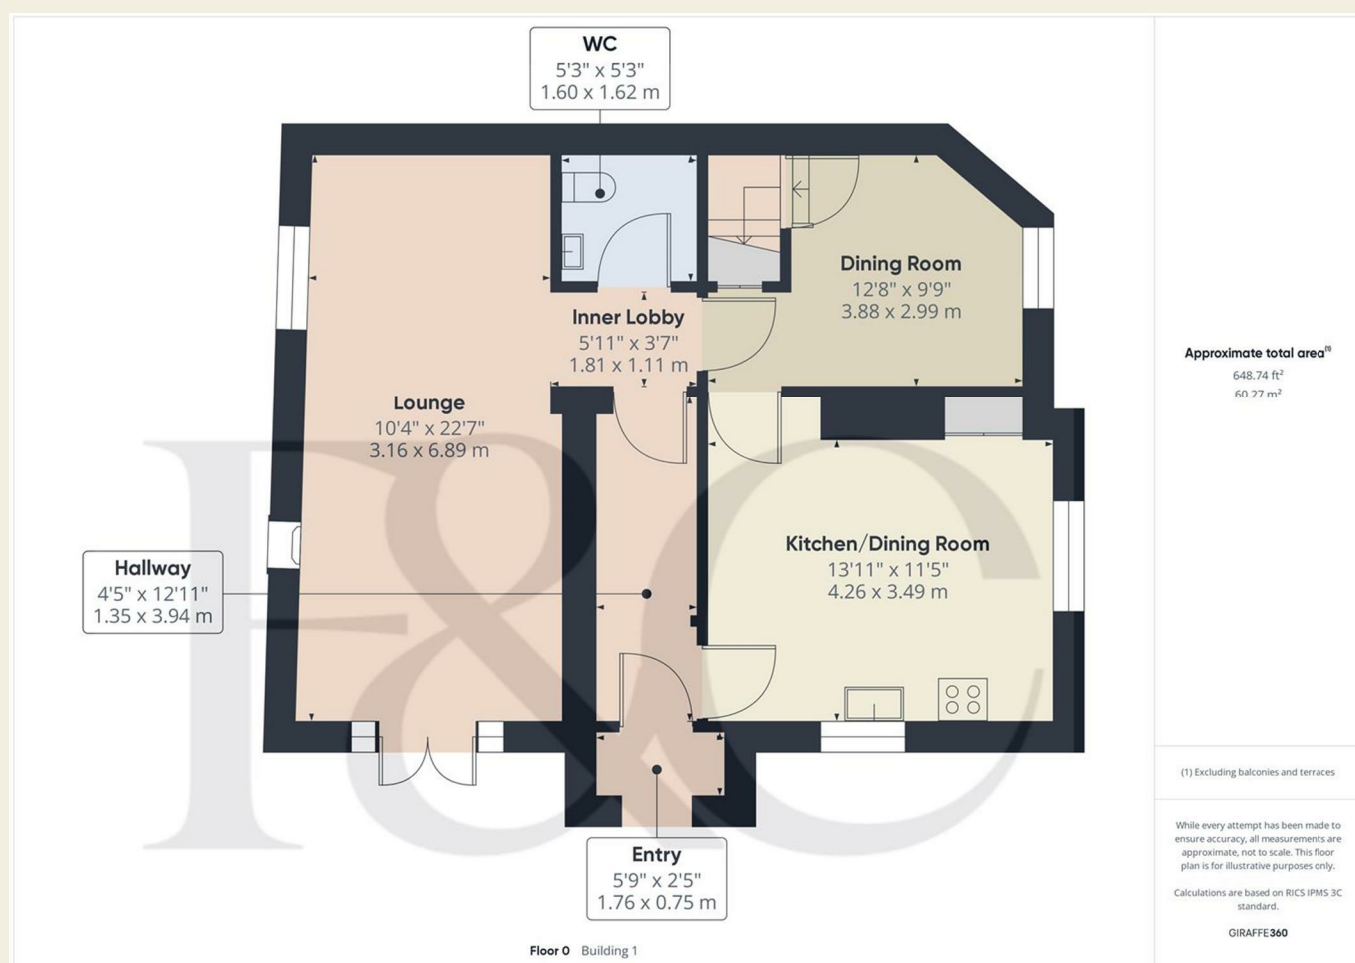 WC
5'3" x 5'3"
1.60 x 1.62 m
Dining Room
12'8" x 9'9"
3.88 x 2.99 m
Inner Lobby
5'11" x 3'7"
1.81 x 1.11 m
Lounge
10'4" x 22'7"
3.16 x 6.89 m
Kitchen/Dining Room
13'11" x 11'5"
4.26 x 3.49 m
Hallway
4'5" x 12'11"
1.35 x 3.94 m
Entry
5'9" x 2'5"
1.76 x 0.75 m
F&C
Floor 0 Building 1
Approximate total area⁽¹⁾
648.74 ft²
60.27 m²
(1) Excluding balconies and terraces
While every attempt has been made to
ensure accuracy, all measurements are
approximate, not to scale. This floor
plan is for illustrative purposes only.
Calculations are based on RICS IPMS 3C
standard.
GIRAFFE360